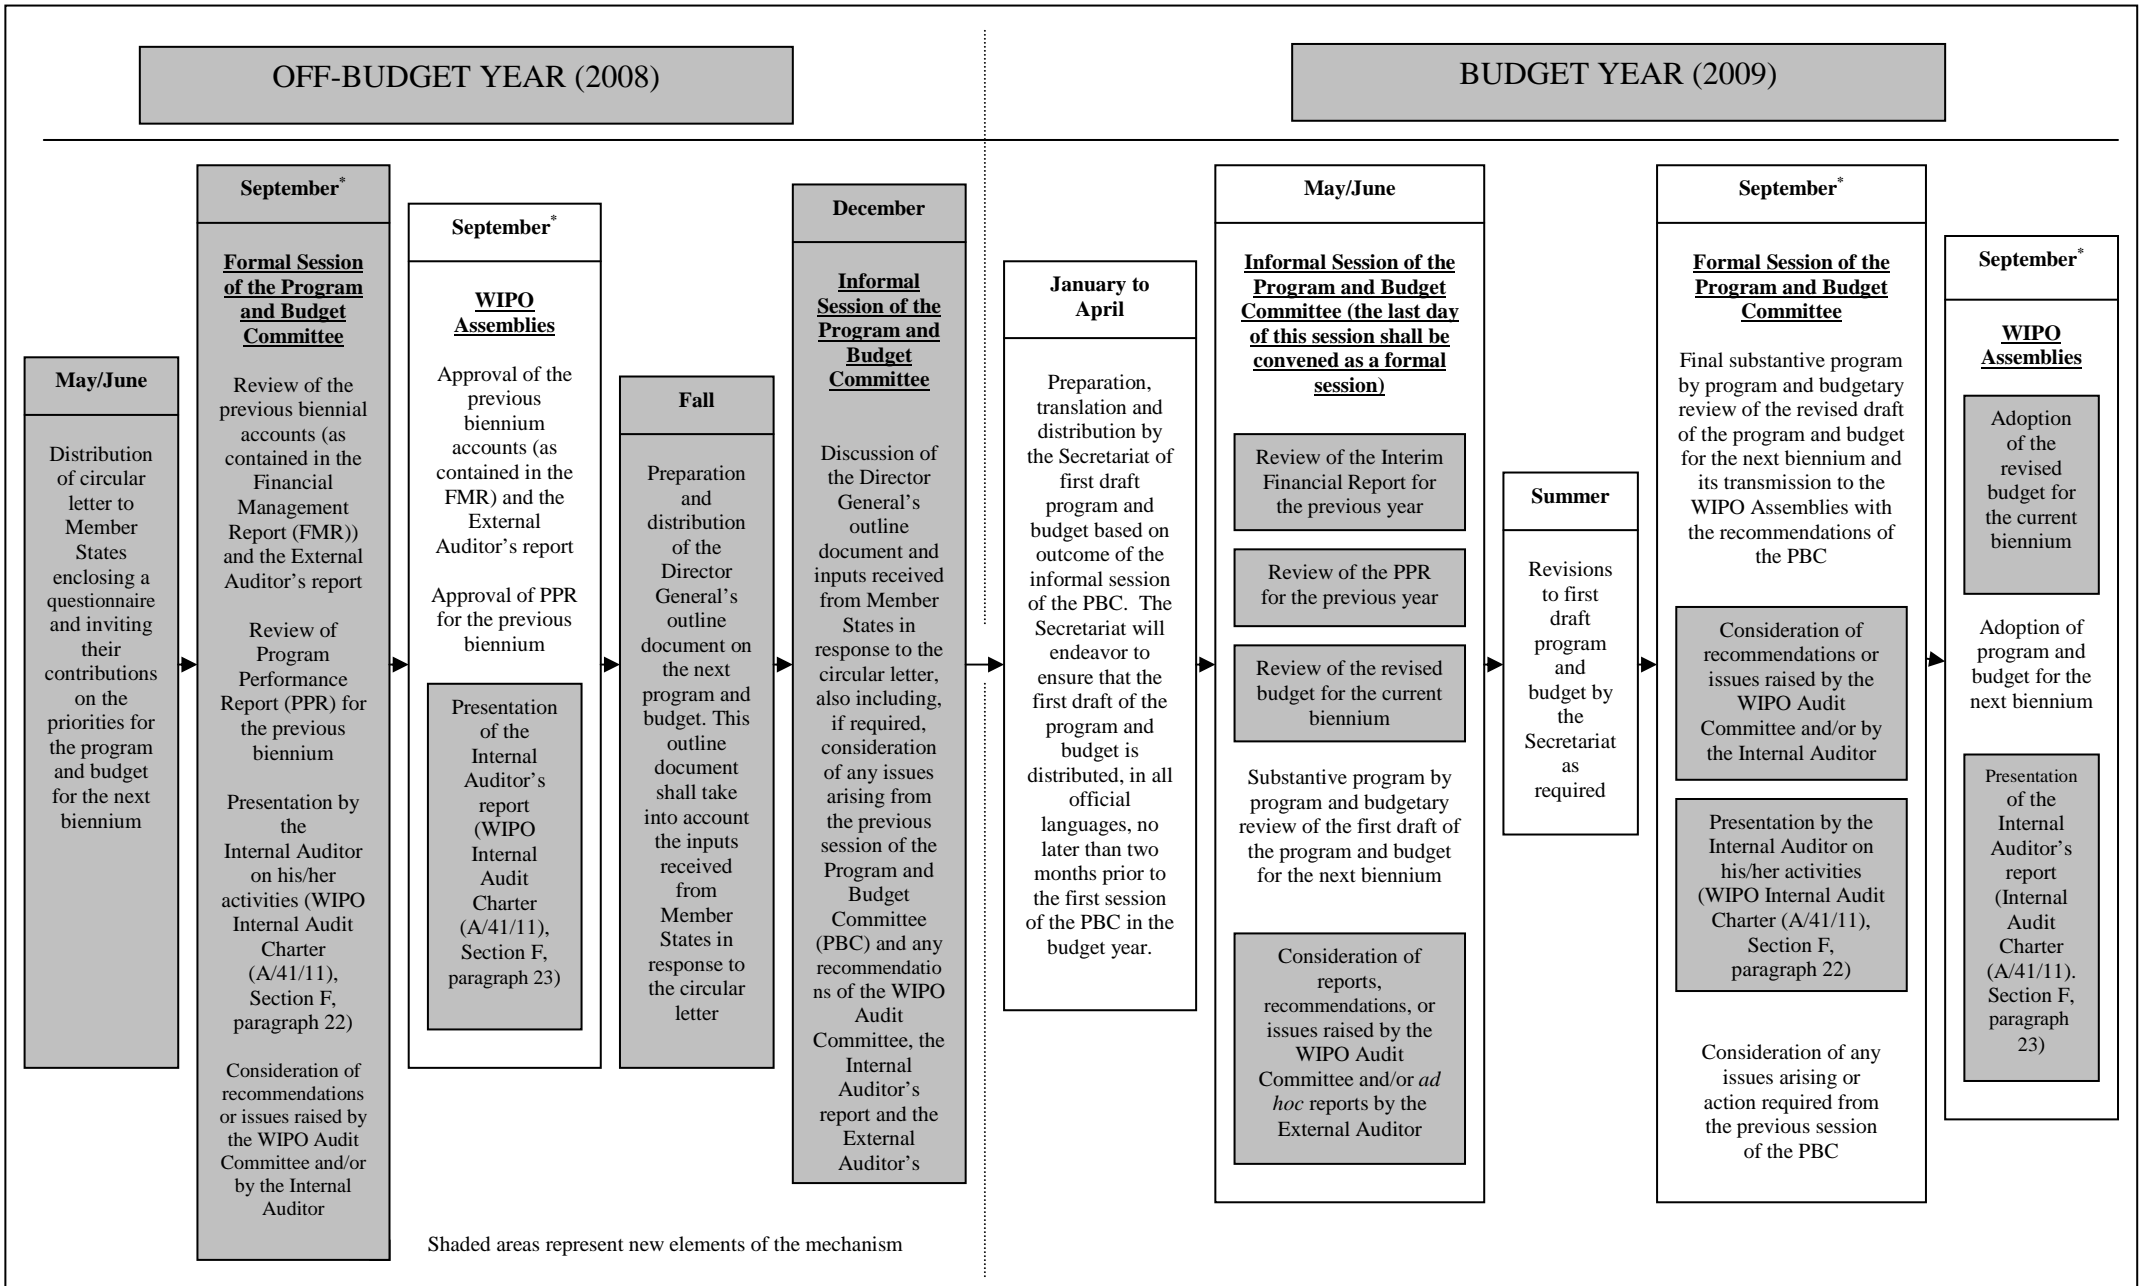 OFF-BUDGET YEAR (2008)
BUDGET YEAR (2009)
May/June
Distribution
of circular
letter to
Member
States
enclosing a
questionnaire
and inviting
their
contributions
on the
priorities for
the program
and budget
for the next
biennium
September*
Formal Session
of the Program
and Budget
Committee
Review of the
previous biennial
accounts (as
contained in the
Financial
Management
Report (FMR))
and the External
Auditor's report
Review of
Program
Performance
Report (PPR) for
the previous
biennium
Presentation by
the
Internal Auditor
on his/her
activities (WIPO
Internal Audit
Charter
(A/41/11),
Section F,
paragraph 22)
Consideration of
recommendations
or issues raised by
the WIPO Audit
Committee and/or
by the Internal
Auditor
September*
WIPO
Assemblies
Approval of the
previous
biennium
accounts (as
contained in the
FMR) and the
External
Auditor's report
Approval of PPR
for the previous
biennium
Presentation
of the
Internal
Auditor's
report
(WIPO
Internal
Audit
Charter
(A/41/11),
Section F,
paragraph 23)
Fall
Preparation
and
distribution
of the
Director
General's
outline
document on
the next
program and
budget. This
outline
document
shall take
into account
the inputs
received
from
Member
States in
response to
the circular
letter
December
Informal
Session of the
Program and
Budget
Committee
Discussion of
the Director
General's
outline
document and
inputs received
from Member
States in
response to the
circular letter,
also including,
if required,
consideration
of any issues
arising from
the previous
session of the
Program and
Budget
Committee
(PBC) and any
recommendatio
ns of the WIPO
Audit
Committee, the
Internal
Auditor's
report and the
External
Auditor's
January to
April
Preparation,
translation and
distribution by
the Secretariat of
first draft
program and
budget based on
outcome of the
informal session
of the PBC. The
Secretariat will
endeavor to
ensure that the
first draft of the
program and
budget is
distributed, in all
official
languages, no
later than two
months prior to
the first session
of the PBC in the
budget year.
May/June
Informal Session of the
Program and Budget
Committee (the last day
of this session shall be
convened as a formal
session)
Review of the Interim
Financial Report for
the previous year
Review of the PPR
for the previous year
Review of the revised
budget for the current
biennium
Substantive program by
program and budgetary
review of the first draft of
the program and budget
for the next biennium
Consideration of
reports,
recommendations, or
issues raised by the
WIPO Audit
Committee and/or ad
hoc reports by the
External Auditor
Summer
Revisions
to first
draft
program
and
budget by
the
Secretariat
as
required
September*
Formal Session of the
Program and Budget
Committee
Final substantive program
by program and budgetary
review of the revised draft
of the program and budget
for the next biennium and
its transmission to the
WIPO Assemblies with
the recommendations of
the PBC
Consideration of
recommendations or
issues raised by the
WIPO Audit
Committee and/or by
the Internal Auditor
Presentation by the
Internal Auditor on
his/her activities
(WIPO Internal Audit
Charter (A/41/11),
Section F,
paragraph 22)
Consideration of any
issues arising or
action required from
the previous session
of the PBC
September*
WIPO
Assemblies
Adoption
of the
revised
budget for
the current
biennium
Adoption of
program and
budget for the
next biennium
Presentation
of the
Internal
Auditor's
report
(Internal
Audit
Charter
(A/41/11).
Section F,
paragraph
23)
Shaded areas represent new elements of the mechanism